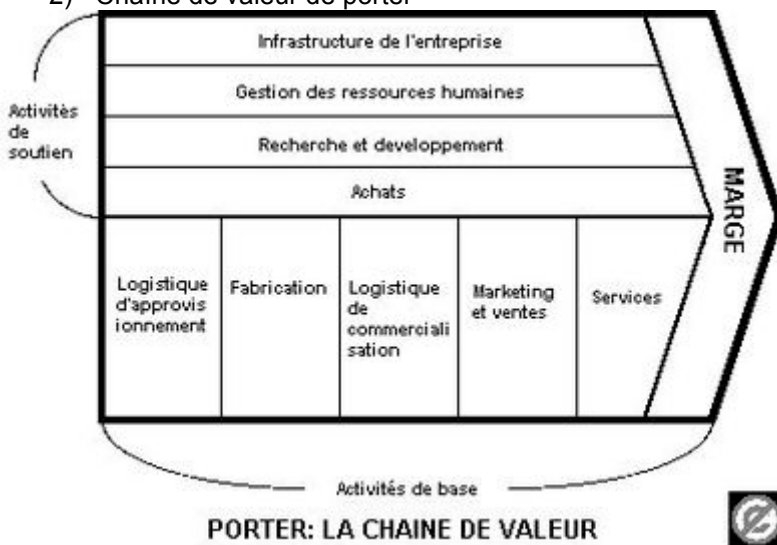 2) Chaine de valeur de porter
Infrastructure de l'entreprise
Gestion des ressources humaines
Recherche et developpement
Achats
Activitès
de
soutien
MARGE
Logistique
d'approvis
ionnement
Fabrication
Logistique
de
commerciali
sation
Marketing
et ventes
Services
Activités de base
PORTER: LA CHAINE DE VALEUR